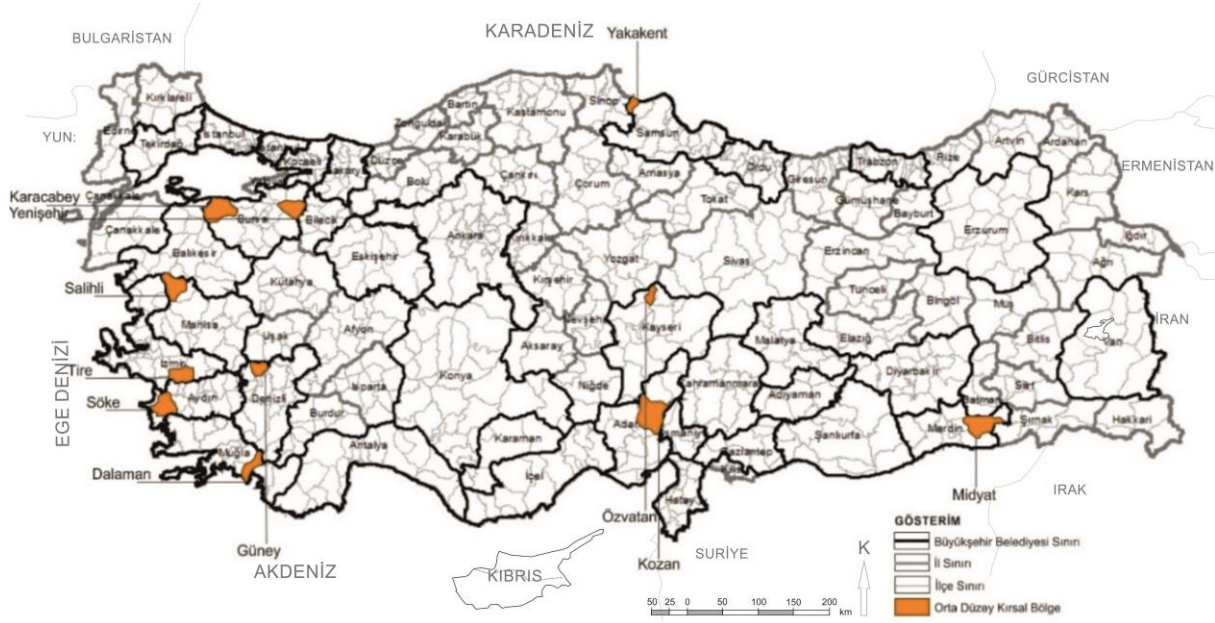 KARADENİZ
Yakakent
BULGARİSTAN
GÜRCİSTAN
Kırklareli
Bartın
Kastamonu
Sinop
Zonguldak
Karabük
Samsun
Artvin
Ardahan
YUN:
Edirne
Tekirdağ
İstanbul
Kocaeli
Düzce
Bolu
Çankırı
Çorum
Amasya
Ordu
Giresun
Trabzon
Rize
ERMENİSTAN
Tokat
Gümüşhane
Bayburt
Kars
Karacabey
Yenişehir
Çanakkale
Bursa
Bilecik
Ankara
Erzurum
Iğdır
Çanakkale
Balıkesir
Eskişehir
Yozgat
Sivas
Erzincan
Ağrı
Salihli
Kütahya
Kırşehir
Tunceli
Bingöl
Muş
Manisa
Uşak
Afyon
Nevşehir
Kayseri
Malatya
Elazığ
Bitlis
Van
İRAN
Tire
İzmir
Aksaray
Konya
Niğde
Diyarbakır
Siirt
Söke
Aydın
Denizli
Isparta
Kahramanmaraş
Adıyaman
Batman
EGE DENIZI
Burdur
Adana
Osmaniye
Mardin
Şırnak
Hakkari
Dalaman
Muğla
Antalya
Karaman
İçel
Gaziantep
Şanlıurfa
Kilis
Hatay
Midyat
IRAK
Özvatan
Güney
Kozan
SURİYE
AKDENİZ
KIBRIS
K
GÖSTERİM
Büyükşehir Belediyesi Sınırı
İl Sınırı
İlçe Sınırı
Orta Düzey Kırsal Bölge
50 25 0 50 100 150 200
km